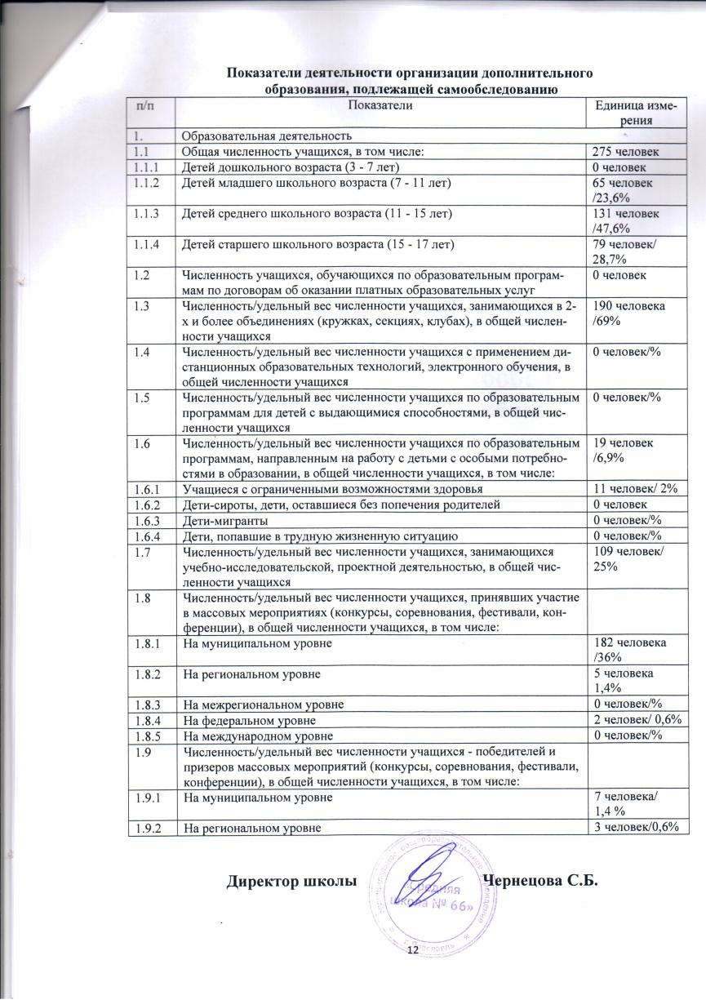 Показатели деятельности организации дополнительного
образования, подлежащей самообследованию
п/п Показатели Единица изме-
рения
1. Образовательная деятельность
1.1 Общая численность учащихся, в том числе: 275 человек
1.1.1 Детей дошкольного возраста (3 - 7 лет) 0 человек
1.1.2 Детей младшего школьного возраста (7 - 11 лет) 65 человек
/23,6%
1.1.3 Детей среднего школьного возраста (11 - 15 лет) 131 человек
/47,6%
1.1.4 Детей старшего школьного возраста (15 - 17 лет) 79 человек/
28,7%
1.2 Численность учащихся, обучающихся по образовательным програм- 0 человек
мам по договорам об оказании платных образовательных услуг
1.3 Численность/удельный вес численности учащихся, занимающихся в 2- 190 человека
х и более объединениях (кружках, секциях, клубах), в общей числен- /69%
ности учащихся
1.4 Численность/удельный вес численности учащихся с применением ди- 0 человек/%
станционных образовательных технологий, электронного обучения, в
общей численности учащихся
1.5 Численность/удельный вес численности учащихся по образовательным 0 человек/%
программам для детей с выдающимися способностями, в общей чис-
ленности учащихся
1.6 Численность/удельный вес численности учащихся по образовательным 19 человек
программам, направленным на работу с детьми с особыми потребно- /6,9%
стями в образовании, в общей численности учащихся, в том числе:
1.6.1 Учащиеся с ограниченными возможностями здоровья 11 человек/ 2%
1.6.2 Дети-сироты, дети, оставшиеся без попечения родителей 0 человек
1.6.3 Дети-мигранты 0 человек/%
1.6.4 Дети, попавшие в трудную жизненную ситуацию 0 человек/%
1.7 Численность/удельный вес численности учащихся, занимающихся 109 человек/
учебно-исследовательской, проектной деятельностью, в общей чис- 25%
ленности учащихся
1.8 Численность/удельный вес численности учащихся, принявших участие
в массовых мероприятиях (конкурсы, соревнования, фестивали, кон-
ференции), в общей численности учащихся, в том числе:
1.8.1 На муниципальном уровне 182 человека
/36%
1.8.2 На региональном уровне 5 человека
1,4%
1.8.3 На межрегиональном уровне 0 человек/%
1.8.4 На федеральном уровне 2 человек/ 0,6%
1.8.5 На международном уровне 0 человек/%
1.9 Численность/удельный вес численности учащихся - победителей и
призеров массовых мероприятий (конкурсы, соревнования, фестивали,
конференции), в общей численности учащихся, в том числе:
1.9.1 На муниципальном уровне 7 человека/
1,4 %
1.9.2 На региональном уровне 3 человек/0,6%
Директор школы Чернецова С.Б.
муниципальное общеобразовательное учреждение
«Средняя
школа № 66»
г. Ярославль
12